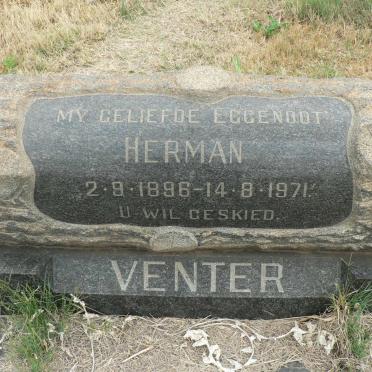 MY GELIEFDE EGGENOOT
HERMAN
2·9·1896-14·8·1971.
U WIL GESKIED.
VENTER